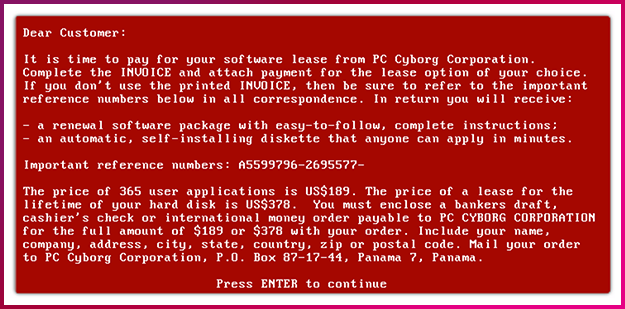 Dear Customer:
It is time to pay for your software lease from PC Cyborg Corporation.
Complete the INVOICE and attach payment for the lease option of your choice.
If you don't use the printed INVOICE, then be sure to refer to the important
reference numbers below in all correspondence. In return you will receive:
- a renewal software package with easy-to-follow, complete instructions;
- an automatic, self-installing diskette that anyone can apply in minutes.
Important reference numbers: A5599796-2695577-
The price of 365 user applications is US$189. The price of a lease for the
lifetime of your hard disk is US$378. You must enclose a bankers draft,
cashier's check or international money order payable to PC CYBORG CORPORATION
for the full amount of $189 or $378 with your order. Include your name,
company, address, city, state, country, zip or postal code. Mail your order
to PC Cyborg Corporation, P.O. Box 87-17-44, Panama 7, Panama.
Press ENTER to continue